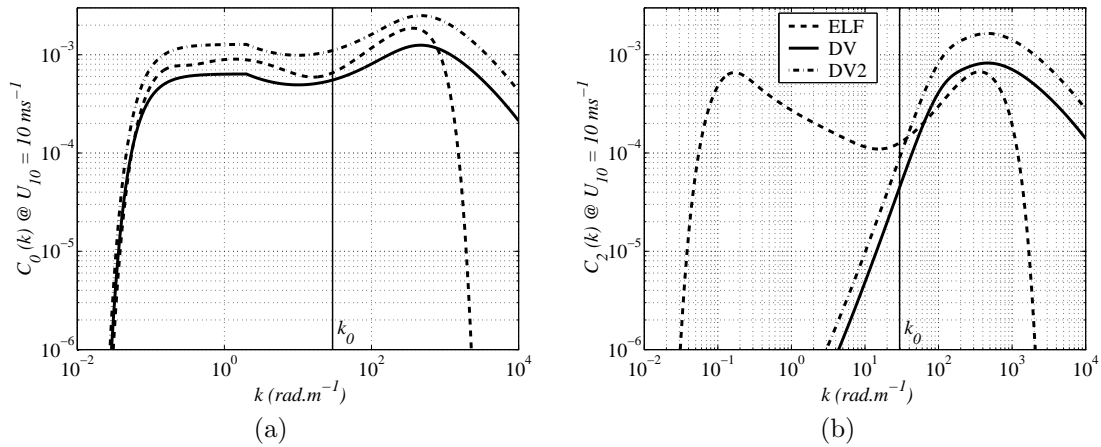 C_0(k) @ U_10 = 10 ms^−1
10^−3
10^−4
10^−5
10^−6
k_0
10^−2
10^0
10^2
10^4
k (rad.m^−1)
(a)
C_2(k) @ U_10 = 10 ms^−1
10^−3
10^−4
10^−5
10^−6
ELF
DV
DV2
k_0
10^−2
10^−1
10^0
10^1
10^2
10^3
10^4
k (rad.m^−1)
(b)